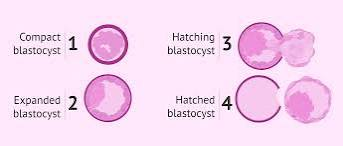 Compact
blastocyst 1
Expanded
blastocyst 2
Hatching
blastocyst 3
Hatched
blastocyst 4